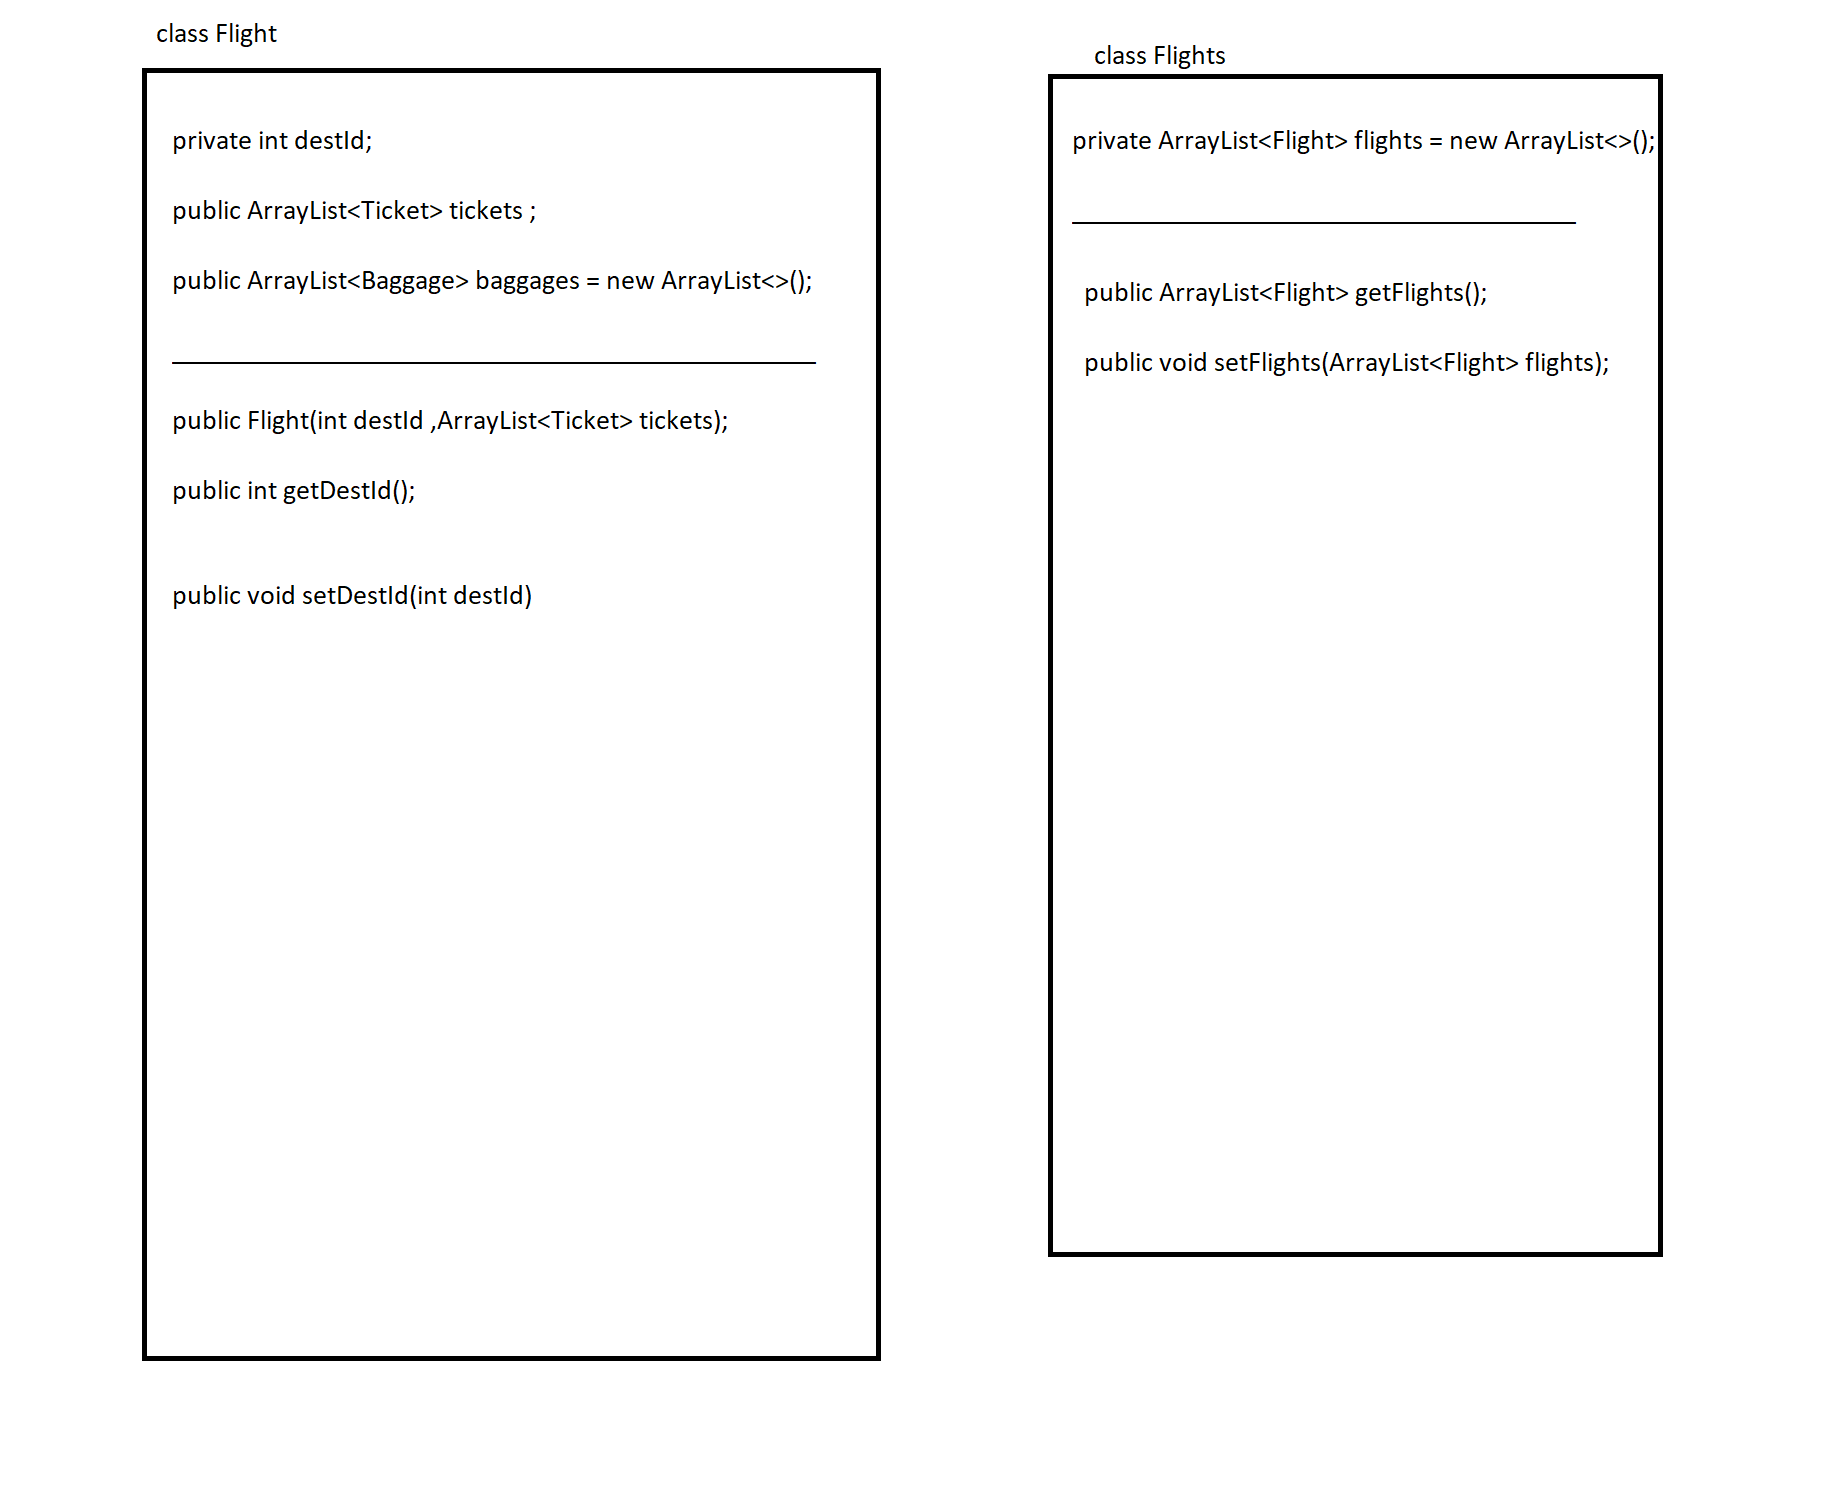 class Flight
private int destId;
public ArrayList<Ticket> tickets ;
public ArrayList<Baggage> baggages = new ArrayList<>();
public Flight(int destId ,ArrayList<Ticket> tickets);
public int getDestId();
public void setDestId(int destId)
class Flights
private ArrayList<Flight> flights = new ArrayList<>();
public ArrayList<Flight> getFlights();
public void setFlights(ArrayList<Flight> flights);